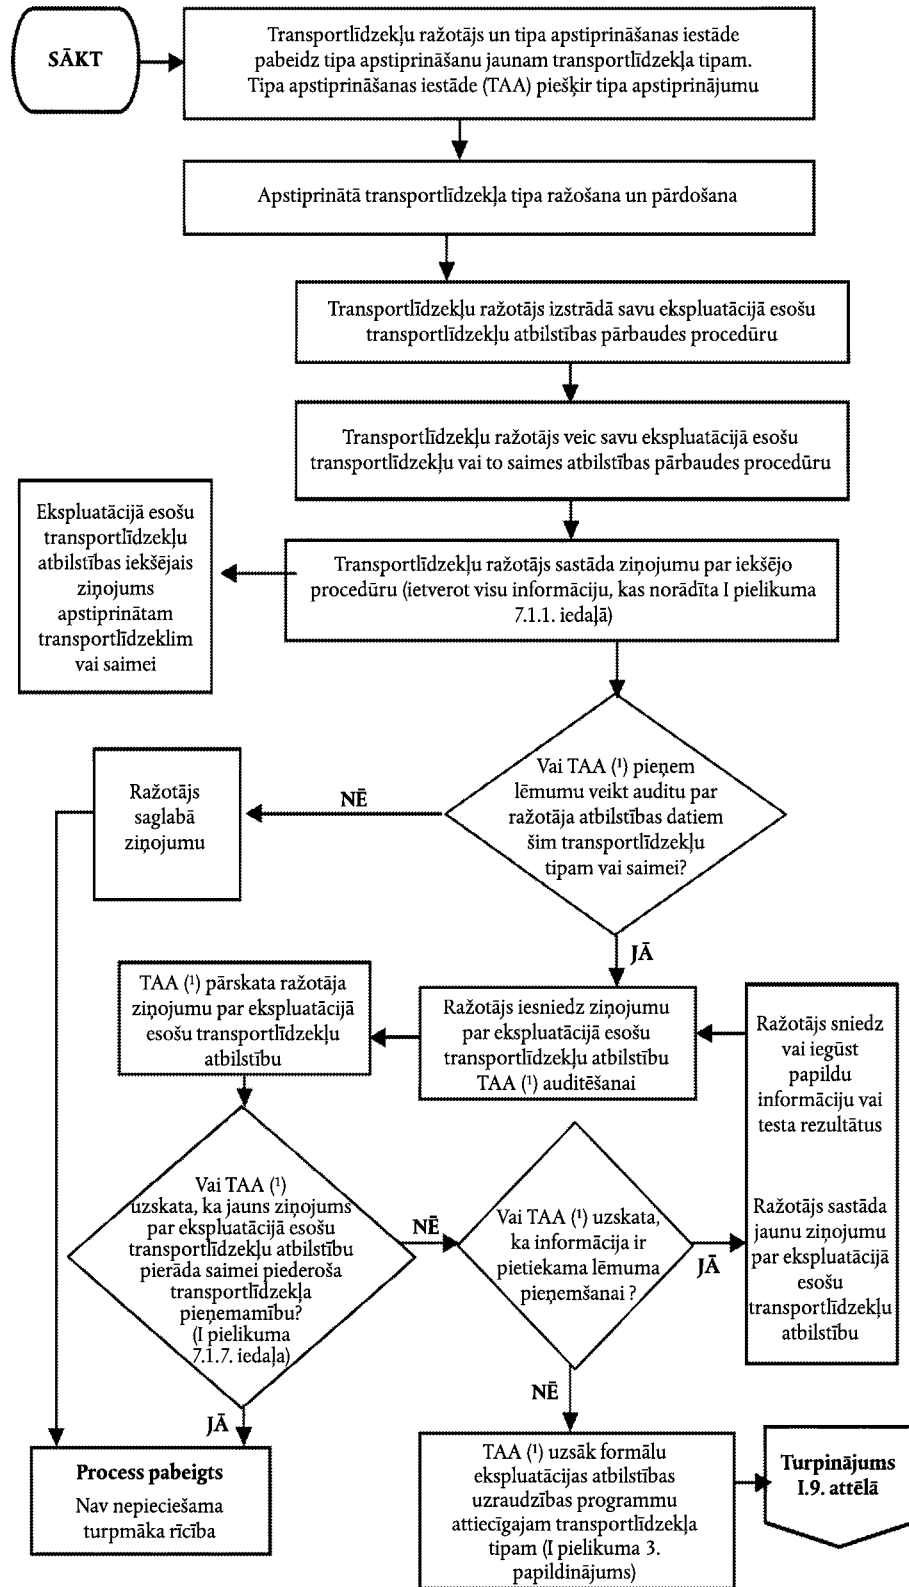 SĀKT
Transportlīdzekļu ražotājs un tipa apstiprināšanas iestāde
pabeidz tipa apstiprināšanu jaunam transportlīdzekļa tipam.
Tipa apstiprināšanas iestāde (TAA) piešķir tipa apstiprinājumu
Apstiprinātā transportlīdzekļa tipa ražošana un pārdošana
Transportlīdzekļu ražotājs izstrādā savu ekspluatācijā esošu
transportlīdzekļu atbilstības pārbaudes procedūru
Transportlīdzekļu ražotājs veic savu ekspluatācijā esošu
transportlīdzekļu vai to saimes atbilstības pārbaudes procedūru
Ekspluatācijā esošu
transportlīdzekļu
atbilstības iekšējais
ziņojums
apstiprinātam
transportlīdzeklim
vai saimei
Transportlīdzekļu ražotājs sastāda ziņojumu par iekšējo
procedūru (ietverot visu informāciju, kas norādīta I pielikuma
7.1.1. iedaļā)
Vai TAA (¹) pieņem
lēmumu veikt auditu par
ražotāja atbilstības datiem
šim transportlīdzekļu
tipam vai saimei?
NĒ
Ražotājs
saglabā
ziņojumu
JĀ
TAA (¹) pārskata ražotāja
ziņojumu par ekspluatācijā
esošu transportlīdzekļu
atbilstību
Ražotājs iesniedz ziņojumu
par ekspluatācijā esošu
transportlīdzekļu atbilstību
TAA (¹) auditēšanai
Ražotājs sniedz
vai iegūst
papildu
informāciju vai
testa rezultātus
Ražotājs sastāda
jaunu ziņojumu
par ekspluatācijā
esošu
transportlīdzekļu
atbilstību
Vai TAA (¹)
uzskata, ka jauns ziņojums
par ekspluatācijā esošu
transportlīdzekļu atbilstību
pierāda saimei piederoša
transportlīdzekļa
pieņemamību?
(I pielikuma
7.1.7. iedaļa)
NĒ
Vai TAA (¹) uzskata,
ka informācija ir
pietiekama lēmuma
pieņemšanai ?
JĀ
NĒ
JĀ
Process pabeigts
Nav nepieciešama
turpmāka rīcība
TAA (¹) uzsāk formālu
ekspluatācijas atbilstības
uzraudzības programmu
attiecīgajam transportlīdzekļa
tipam (I pielikuma 3.
papildinājums)
Turpinājums
I.9. attēlā